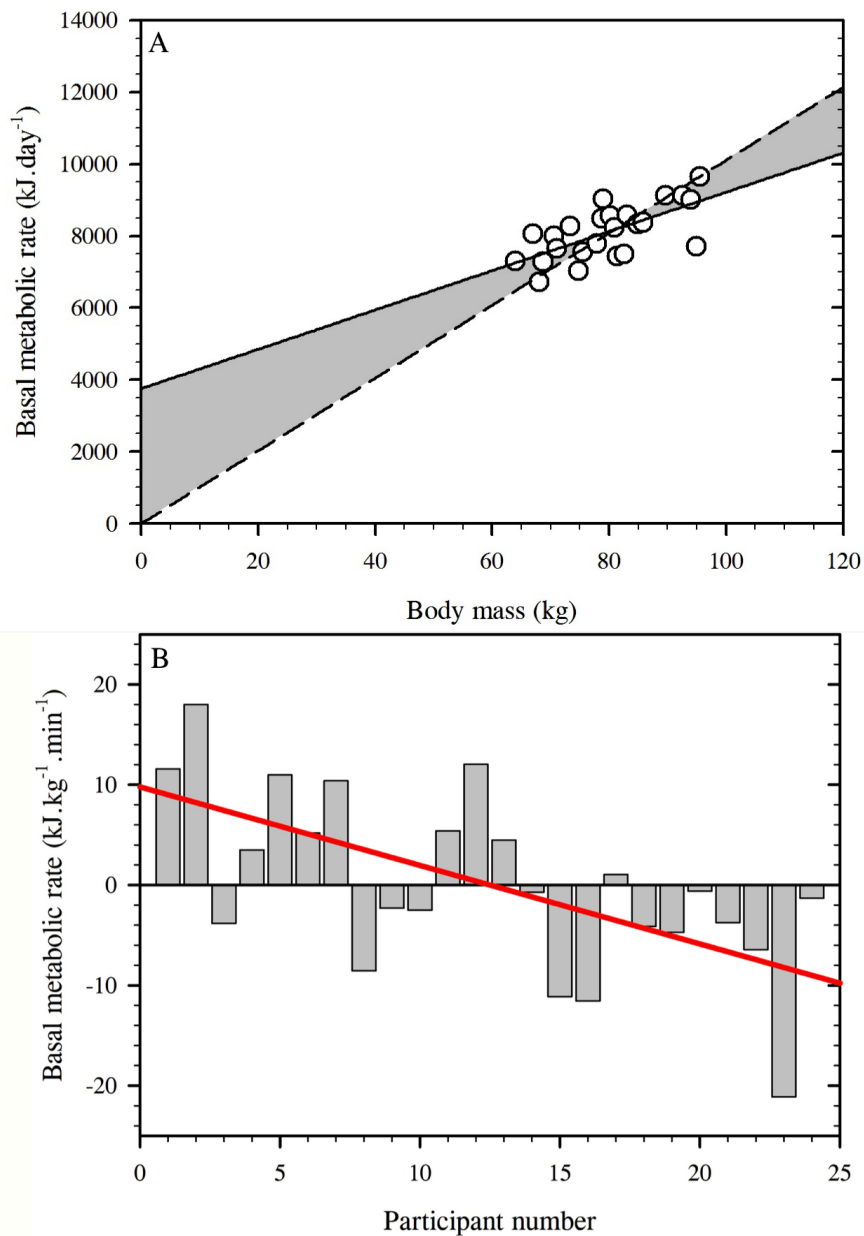 A
14000
12000
10000
8000
6000
4000
2000
0
Basal metabolic rate (kJ.day⁻¹)
0 20 40 60 80 100 120
Body mass (kg)
B
20
10
0
-10
-20
Basal metabolic rate (kJ.kg⁻¹.min⁻¹)
0 5 10 15 20 25
Participant number